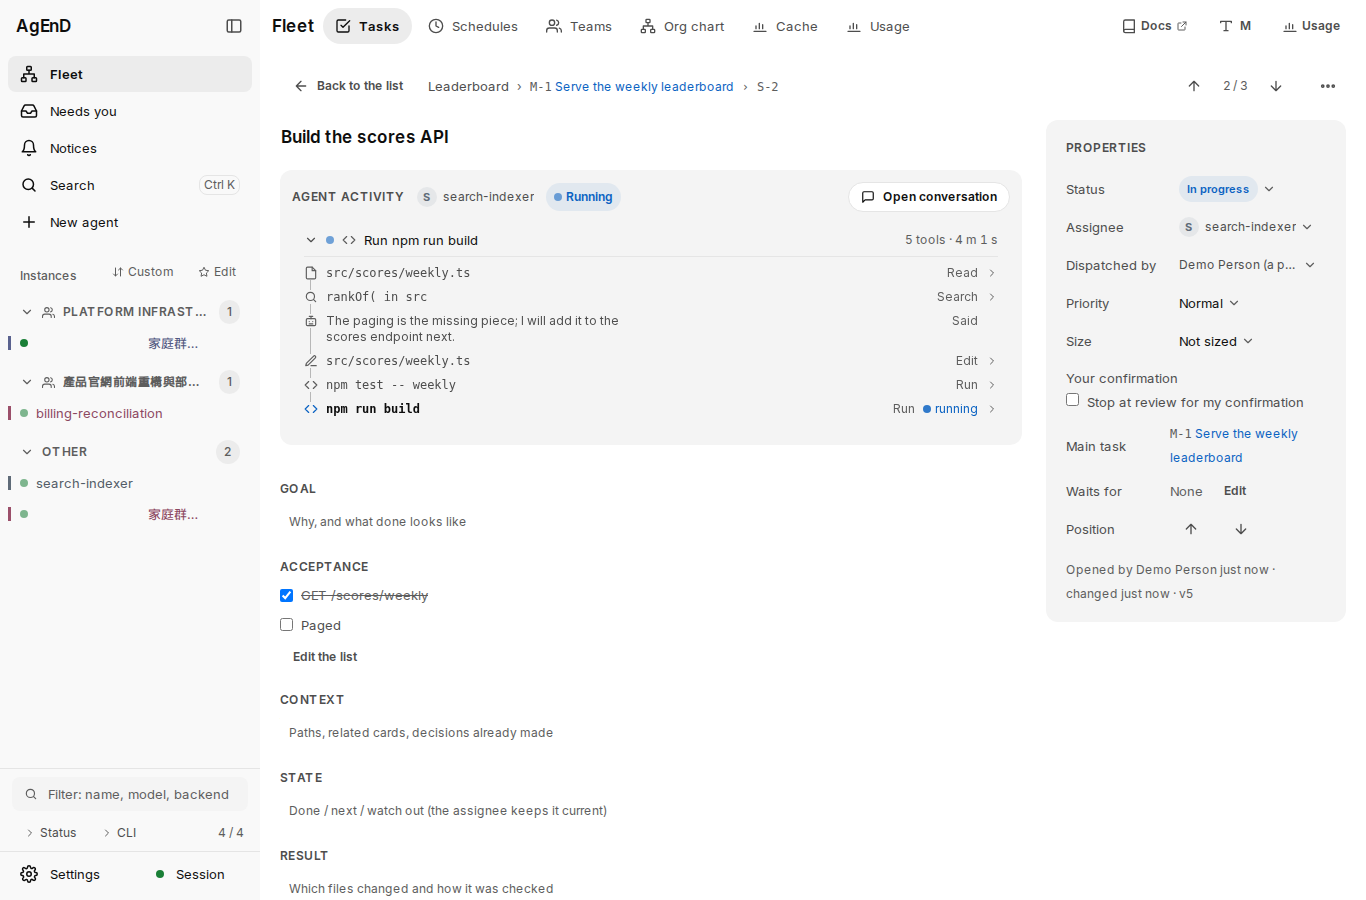 AgEnD
Fleet
Needs you
Notices
Search Ctrl K
New agent
Instances Custom Edit
PLATFORM INFRAST... 1
家庭群...
產品官網前端重構與部... 1
billing-reconciliation
OTHER 2
search-indexer
家庭群...
Filter: name, model, backend
Status CLI 4 / 4
Settings Session
Fleet Tasks Schedules Teams Org chart Cache Usage Docs M Usage
Back to the list Leaderboard › M-1 Serve the weekly leaderboard › S-2 2 / 3
Build the scores API
AGENT ACTIVITY S search-indexer Running Open conversation
Run npm run build 5 tools · 4 m 1 s
src/scores/weekly.ts Read
rankOf( in src Search
The paging is the missing piece; I will add it to the Said
scores endpoint next.
src/scores/weekly.ts Edit
npm test -- weekly Run
npm run build Run running
GOAL
Why, and what done looks like
ACCEPTANCE
GET /scores/weekly
Paged
Edit the list
CONTEXT
Paths, related cards, decisions already made
STATE
Done / next / watch out (the assignee keeps it current)
RESULT
Which files changed and how it was checked
PROPERTIES
Status In progress
Assignee S search-indexer
Dispatched by Demo Person (a p...
Priority Normal
Size Not sized
Your confirmation
Stop at review for my confirmation
Main task M-1 Serve the weekly
leaderboard
Waits for None Edit
Position
Opened by Demo Person just now ·
changed just now · v5